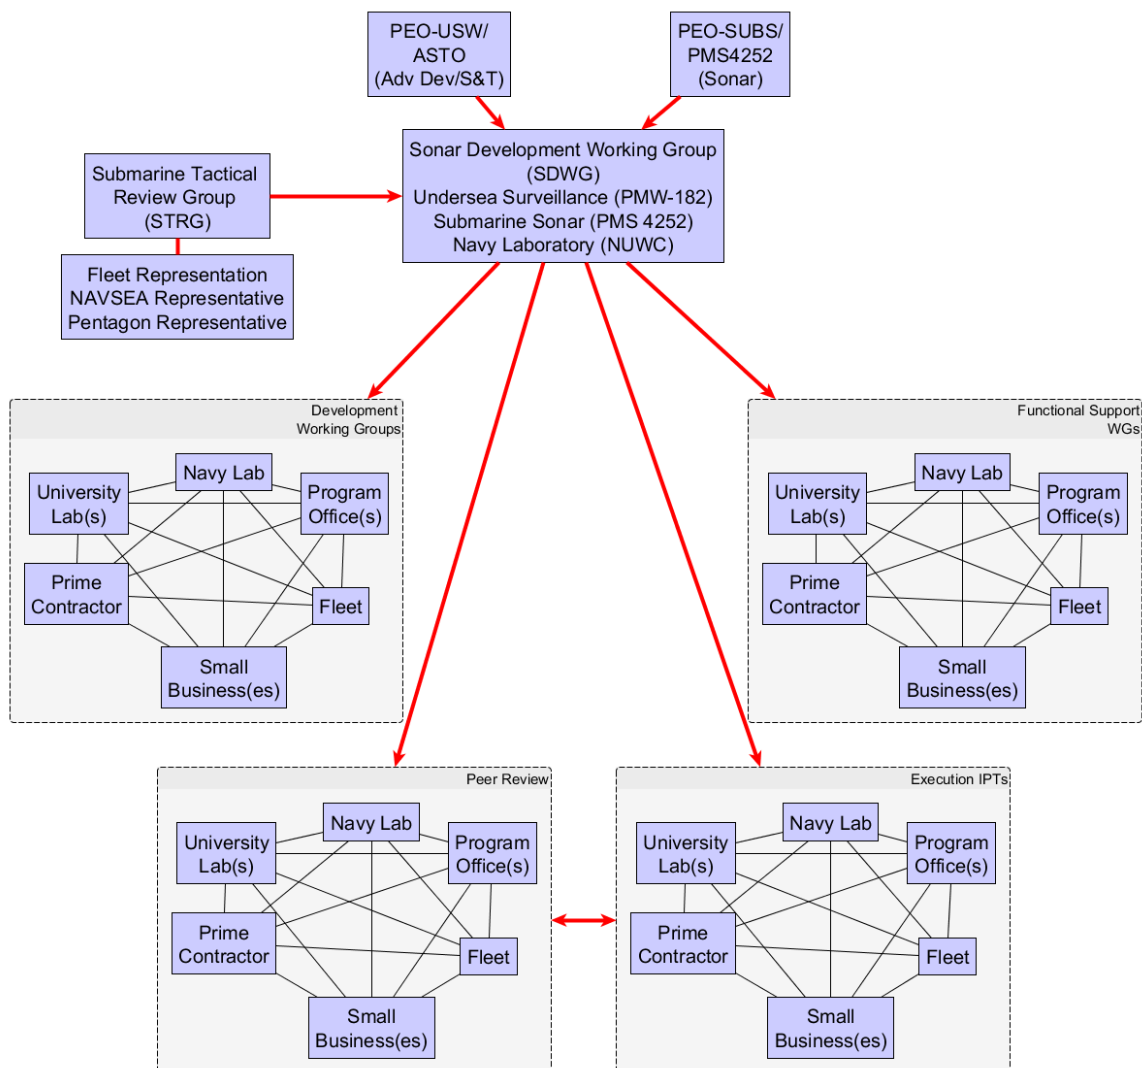 PEO-USW/
ASTO
(Adv Dev/S&T)
PEO-SUBS/
PMS4252
(Sonar)
Sonar Development Working Group
(SDWG)
Undersea Surveillance (PMW-182)
Submarine Sonar (PMS 4252)
Navy Laboratory (NUWC)
Submarine Tactical
Review Group
(STRG)
Fleet Representation
NAVSEA Representative
Pentagon Representative
Development
Working Groups
Navy Lab
University
Lab(s)
Program
Office(s)
Prime
Contractor
Fleet
Small
Business(es)
Functional Support
WGs
Navy Lab
University
Lab(s)
Program
Office(s)
Prime
Contractor
Fleet
Small
Business(es)
Peer Review
Navy Lab
University
Lab(s)
Program
Office(s)
Prime
Contractor
Fleet
Small
Business(es)
Execution IPTs
Navy Lab
University
Lab(s)
Program
Office(s)
Prime
Contractor
Fleet
Small
Business(es)